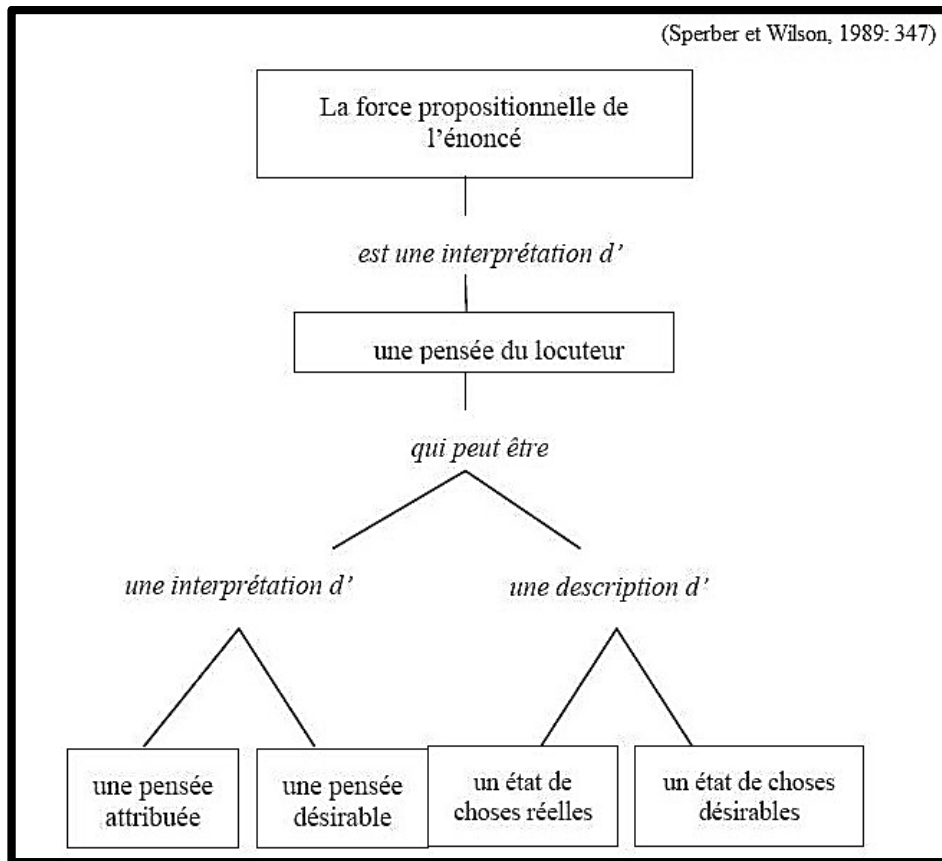 (Sperber et Wilson, 1989: 347)
La force propositionnelle de
l'énoncé
est une interprétation d'
une pensée du locuteur
qui peut être
une interprétation d'
une description d'
une pensée
attribuée
une pensée
désirable
un état de
choses réelles
un état de choses
désirables